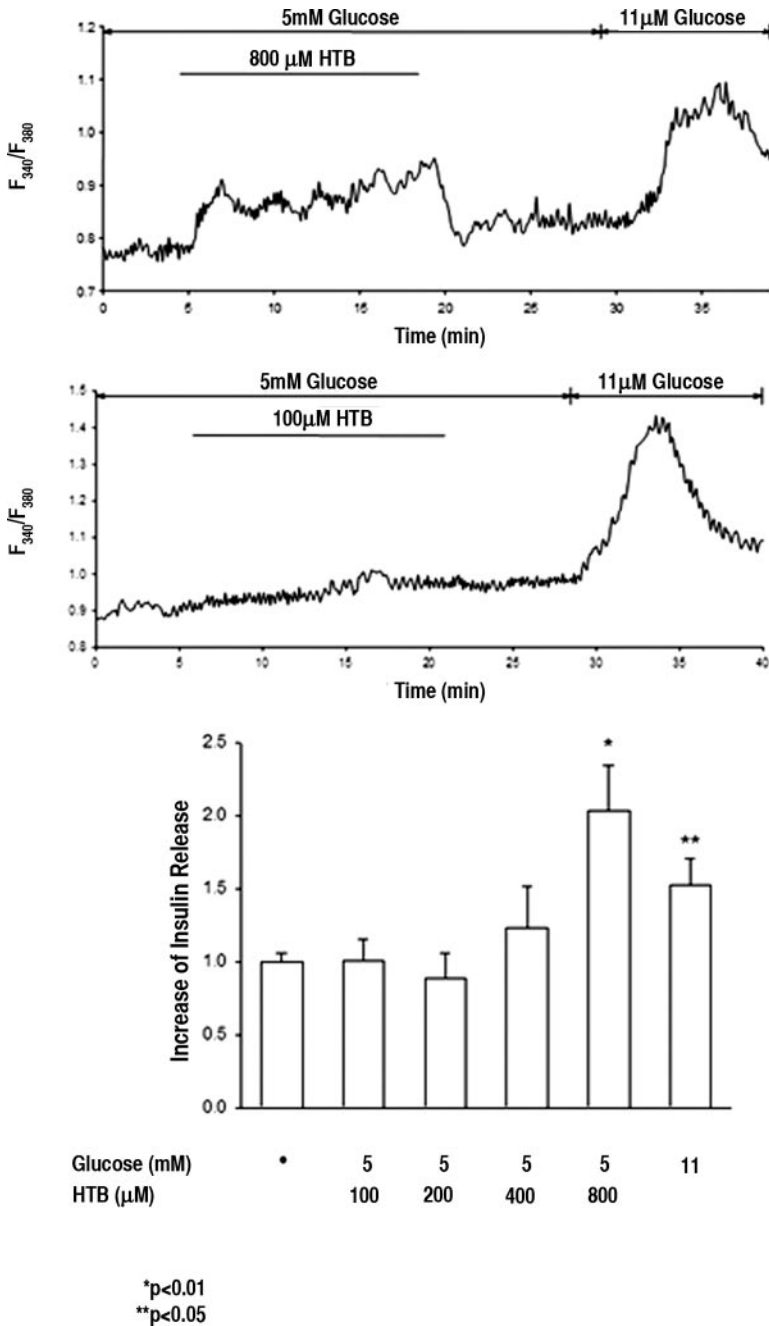 5mM Glucose 11μM Glucose
800 μM HTB
F340/F380
1.2
1.1
1.0
0.9
0.8
0.7
0 5 10 15 20 25 30 35
Time (min)
5mM Glucose 11μM Glucose
100μM HTB
F340/F380
1.5
1.4
1.3
1.1
1.0
0.9
0.8
0 5 10 15 20 25 30 35 40
Time (min)
Increase of Insulin Release
2.5
2.0
1.5
1.0
0.5
0.0
*
**
Glucose (mM) • 5 5 5 5 11
HTB (μM) 100 200 400 800
*p<0.01
**p<0.05